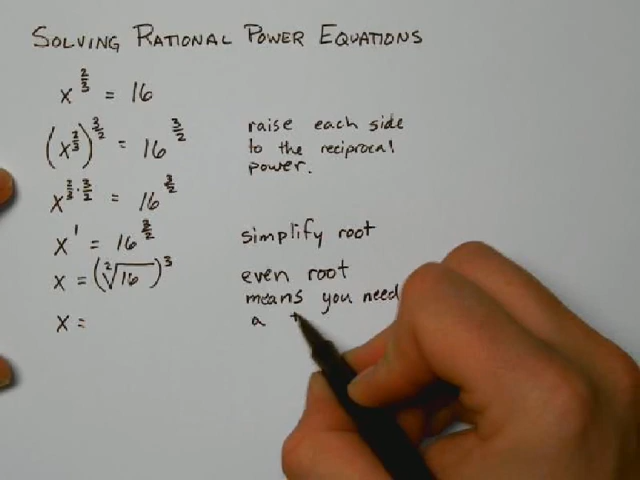 SOLVING RATIONAL POWER EQUATIONS
x^(2/3) = 16
(x^(2/3))^(3/2) = 16^(3/2) raise each side
to the reciprocal
power.
x^(2/3 · 3/2) = 16^(3/2)
x^1 = 16^(3/2) simplify root
x = (²√16)^3 even root
means you need
x = a